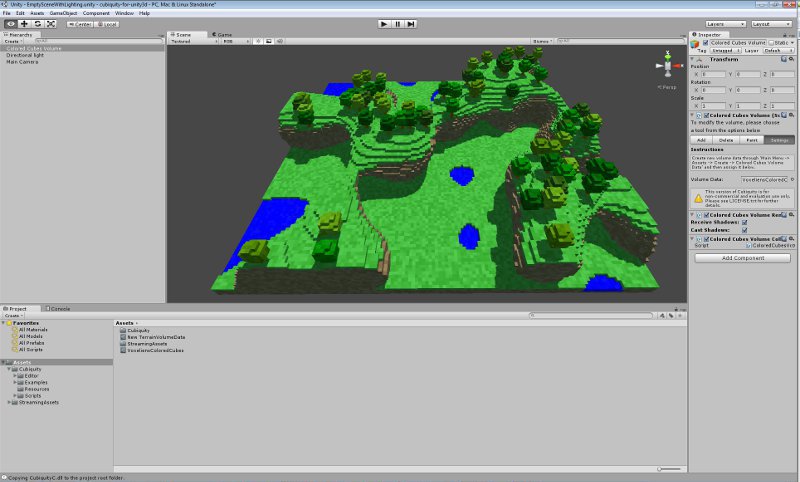 Unity - EmptySceneWithLighting.unity - cubiquity-for-unity3d - PC, Mac & Linux Standalone*
File Edit Assets GameObject Component Window Help
Center Local
Layers Layout
Hierarchy
Create All
Colored Cubes Volume
Directional light
Main Camera
Scene Game
Textured RGB Gizmos All
Persp
Inspector
Colored Cubes Volume Static
Tag Untagged Layer Default
Transform
Position
X 0 Y 0 Z 0
Rotation
X 0 Y 0 Z 0
Scale
X 1 Y 1 Z 1
Colored Cubes Volume (Sc
To modify the volume, please choose
a tool from the options below
Add Delete Paint Settings
Instructions
Create new volume data through 'Main Menu ->
Assets -> Create -> Colored Cubes Volume
Data' and then assign it below.
Volume Data: VoxeliensColoredC
This version of Cubiquity is for
non-commercial and evaluation use only.
Please see LICENSE.txt for further
details.
Colored Cubes Volume Ren
Receive Shadows:
Cast Shadows:
Colored Cubes Volume Col
Script ColoredCubesVco
Add Component
Project Console
Create
Favorites
All Materials
All Models
All Prefabs
All Scripts
Assets
Cubiquity
Editor
Examples
Resources
Scripts
StreamingAssets
Assets
Cubiquity
New TerrainVolumeData
StreamingAssets
VoxeliensColoredCubes
Copying CubiquityC.dll to the project root folder.